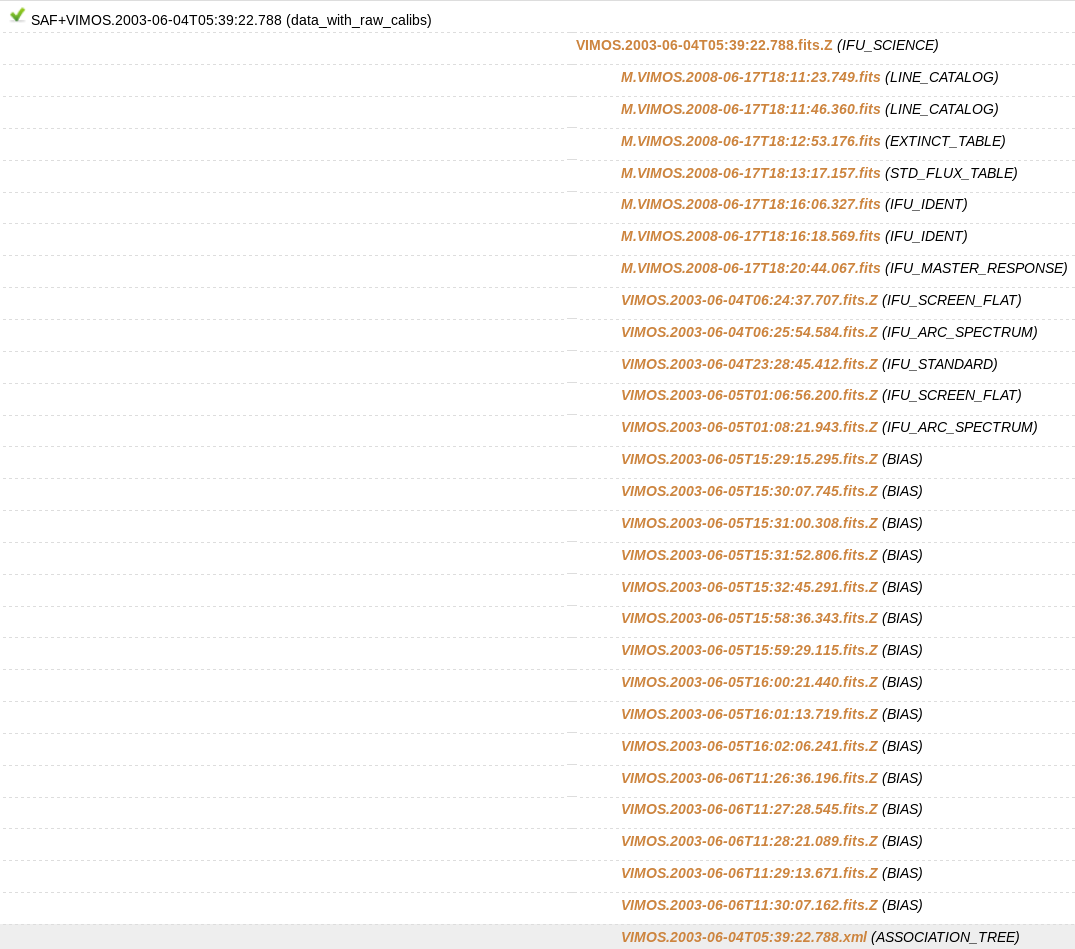 SAF+VIMOS.2003-06-04T05:39:22.788 (data_with_raw_calibs)
VIMOS.2003-06-04T05:39:22.788.fits.Z (IFU_SCIENCE)
M.VIMOS.2008-06-17T18:11:23.749.fits (LINE_CATALOG)
M.VIMOS.2008-06-17T18:11:46.360.fits (LINE_CATALOG)
M.VIMOS.2008-06-17T18:12:53.176.fits (EXTINCT_TABLE)
M.VIMOS.2008-06-17T18:13:17.157.fits (STD_FLUX_TABLE)
M.VIMOS.2008-06-17T18:16:06.327.fits (IFU_IDENT)
M.VIMOS.2008-06-17T18:16:18.569.fits (IFU_IDENT)
M.VIMOS.2008-06-17T18:20:44.067.fits (IFU_MASTER_RESPONSE)
VIMOS.2003-06-04T06:24:37.707.fits.Z (IFU_SCREEN_FLAT)
VIMOS.2003-06-04T06:25:54.584.fits.Z (IFU_ARC_SPECTRUM)
VIMOS.2003-06-04T23:28:45.412.fits.Z (IFU_STANDARD)
VIMOS.2003-06-05T01:06:56.200.fits.Z (IFU_SCREEN_FLAT)
VIMOS.2003-06-05T01:08:21.943.fits.Z (IFU_ARC_SPECTRUM)
VIMOS.2003-06-05T15:29:15.295.fits.Z (BIAS)
VIMOS.2003-06-05T15:30:07.745.fits.Z (BIAS)
VIMOS.2003-06-05T15:31:00.308.fits.Z (BIAS)
VIMOS.2003-06-05T15:31:52.806.fits.Z (BIAS)
VIMOS.2003-06-05T15:32:45.291.fits.Z (BIAS)
VIMOS.2003-06-05T15:58:36.343.fits.Z (BIAS)
VIMOS.2003-06-05T15:59:29.115.fits.Z (BIAS)
VIMOS.2003-06-05T16:00:21.440.fits.Z (BIAS)
VIMOS.2003-06-05T16:01:13.719.fits.Z (BIAS)
VIMOS.2003-06-05T16:02:06.241.fits.Z (BIAS)
VIMOS.2003-06-06T11:26:36.196.fits.Z (BIAS)
VIMOS.2003-06-06T11:27:28.545.fits.Z (BIAS)
VIMOS.2003-06-06T11:28:21.089.fits.Z (BIAS)
VIMOS.2003-06-06T11:29:13.671.fits.Z (BIAS)
VIMOS.2003-06-06T11:30:07.162.fits.Z (BIAS)
VIMOS.2003-06-04T05:39:22.788.xml (ASSOCIATION_TREE)